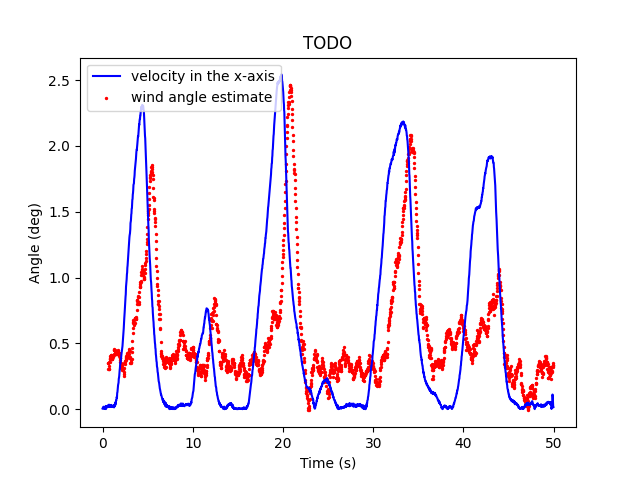 TODO
velocity in the x-axis
wind angle estimate
Angle (deg)
2.5
2.0
1.5
1.0
0.5
0.0
0 10 20 30 40 50
Time (s)